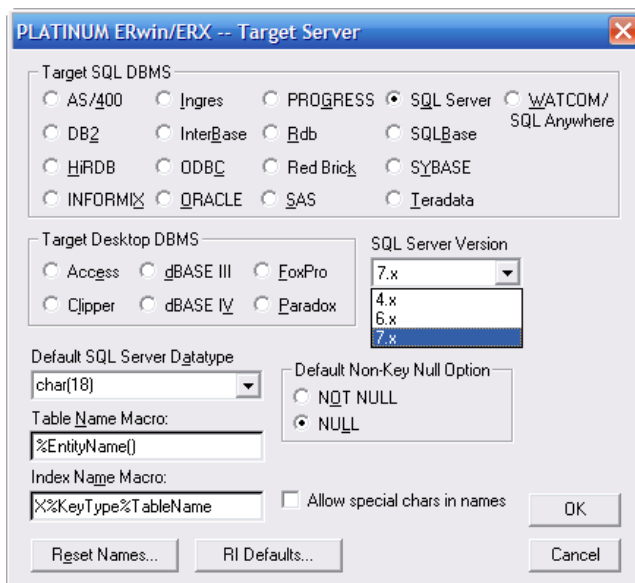 PLATINUM ERwin/ERX -- Target Server
Target SQL DBMS
AS/400 Ingres PROGRESS SQL Server WATCOM/
SQL Anywhere
DB2 InterBase Rdb SQLBase
HiRDB ODBC Red Brick SYBASE
INFORMIX ORACLE SAS Teradata
Target Desktop DBMS
Access dBASE III FoxPro
Clipper dBASE IV Paradox
SQL Server Version
7.x
4.x
6.x
7.x
Default SQL Server Datatype
char(18)
Default Non-Key Null Option
NOT NULL
NULL
Table Name Macro:
%EntityName()
Index Name Macro:
X%KeyType%TableName
Allow special chars in names
OK
Reset Names...
RI Defaults...
Cancel